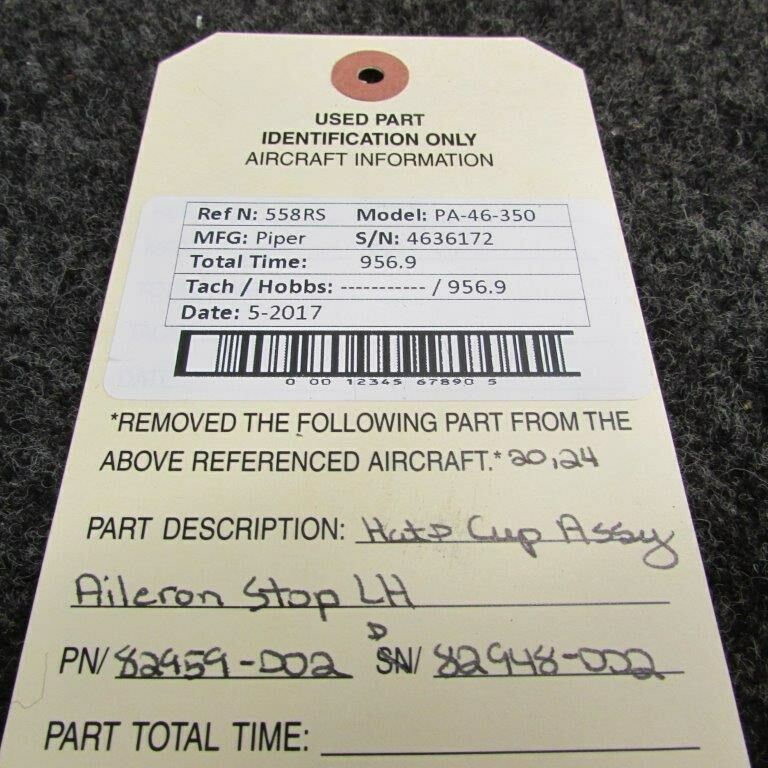 USED PART
IDENTIFICATION ONLY
AIRCRAFT INFORMATION
Ref N: 558RS Model: PA-46-350
MFG: Piper S/N: 4636172
Total Time: 956.9
Tach / Hobbs: ----------- / 956.9
Date: 5-2017
0 00 12345 67890 5
*REMOVED THE FOLLOWING PART FROM THE
ABOVE REFERENCED AIRCRAFT.* 20,24
PART DESCRIPTION: Cup Assy
Aileron Stop LH
D
PN/ 82959-002 SN/ 82948-002
PART TOTAL TIME: